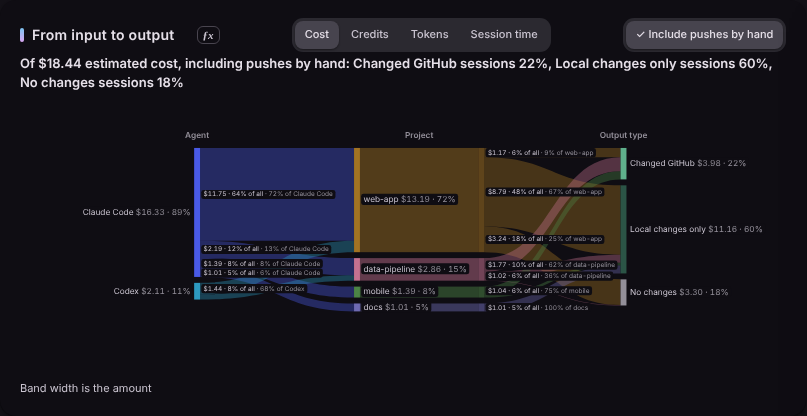 From input to output
ƒx
Cost
Credits
Tokens
Session time
✓ Include pushes by hand
Of $18.44 estimated cost, including pushes by hand: Changed GitHub sessions 22%, Local changes only sessions 60%,
No changes sessions 18%
Agent
Project
Output type
$1.17 · 6% of all · 9% of web-app
Changed GitHub $3.98 · 22%
$11.75 · 64% of all · 72% of Claude Code
$8.79 · 48% of all · 67% of web-app
web-app $13.19 · 72%
Claude Code $16.33 · 89%
Local changes only $11.16 · 60%
$3.24 · 18% of all · 25% of web-app
$2.19 · 12% of all · 13% of Claude Code
$1.39 · 8% of all · 8% of Claude Code
$1.77 · 10% of all · 62% of data-pipeline
data-pipeline $2.86 · 15%
$1.01 · 5% of all · 6% of Claude Code
$1.02 · 6% of all · 36% of data-pipeline
$1.44 · 8% of all · 68% of Codex
Codex $2.11 · 11%
mobile $1.39 · 8%
$1.04 · 6% of all · 75% of mobile
No changes $3.30 · 18%
docs $1.01 · 5%
$1.01 · 5% of all · 100% of docs
Band width is the amount